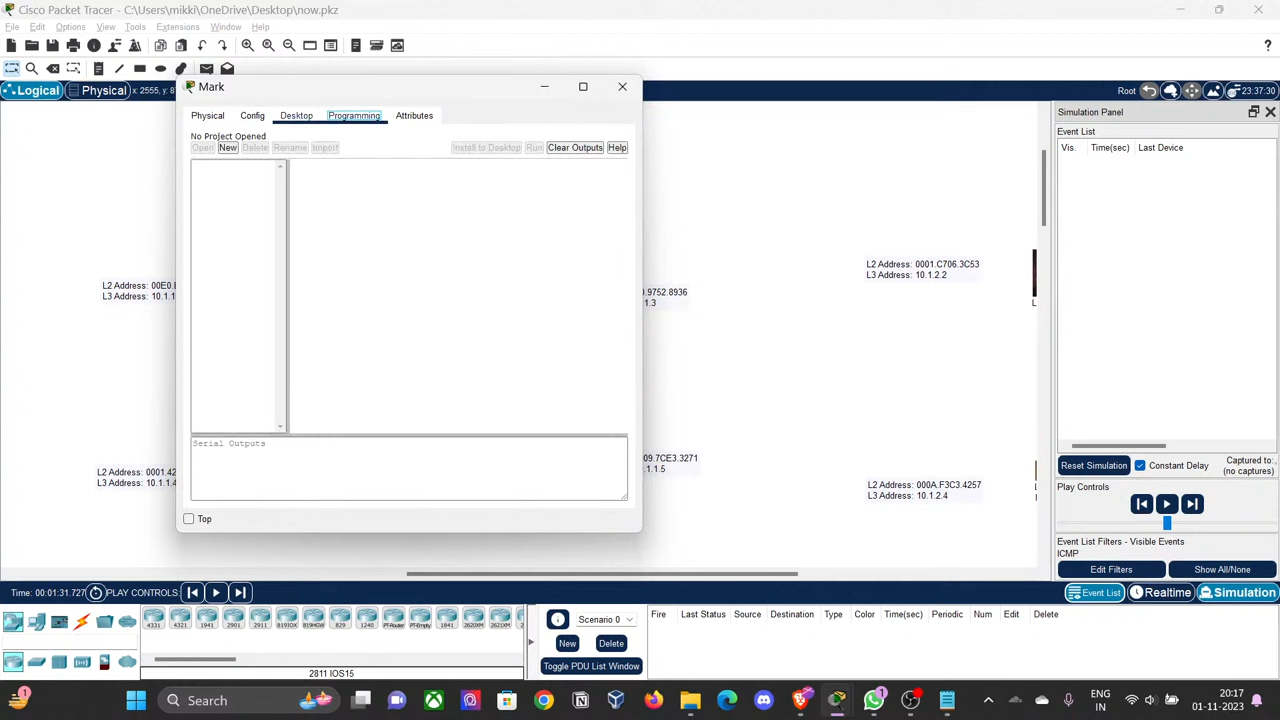 Cisco Packet Tracer - C:\Users\mikki\OneDrive\Desktop\now.pkz
File Edit Options View Tools Extensions Window Help
Logical Physical x: 2555, y: 8
Root 23:37:30
Mark
Physical Config Desktop Programming Attributes
No Project Opened
Open New Delete Rename Import Install to Desktop Run Clear Outputs Help
Serial Outputs
Top
L2 Address: 00E0.
L3 Address: 10.1.1
.9752.8936
.1.3
L2 Address: 0001.C706.3C53
L3 Address: 10.1.2.2
L
L2 Address: 0001.42
L3 Address: 10.1.1.4
09.7CE3.3271
.1.5
L2 Address: 000A.F3C3.4257
L3 Address: 10.1.2.4
Simulation Panel
Event List
Vis. Time(sec) Last Device
Reset Simulation Constant Delay Captured to:
(no captures)
Play Controls
Event List Filters - Visible Events
ICMP
Edit Filters Show All/None
Time: 00:01:31.727 PLAY CONTROLS: Event List Realtime Simulation
4331 4321 1941 2901 2911 819IOX 819HGW 829 1240 PT-Router PT-Empty 1841 2620XM 2621XM
2811 IOS15
Scenario 0
New Delete
Toggle PDU List Window
Fire Last Status Source Destination Type Color Time(sec) Periodic Num Edit Delete
1
Search
1
ENG
IN
20:17
01-11-2023